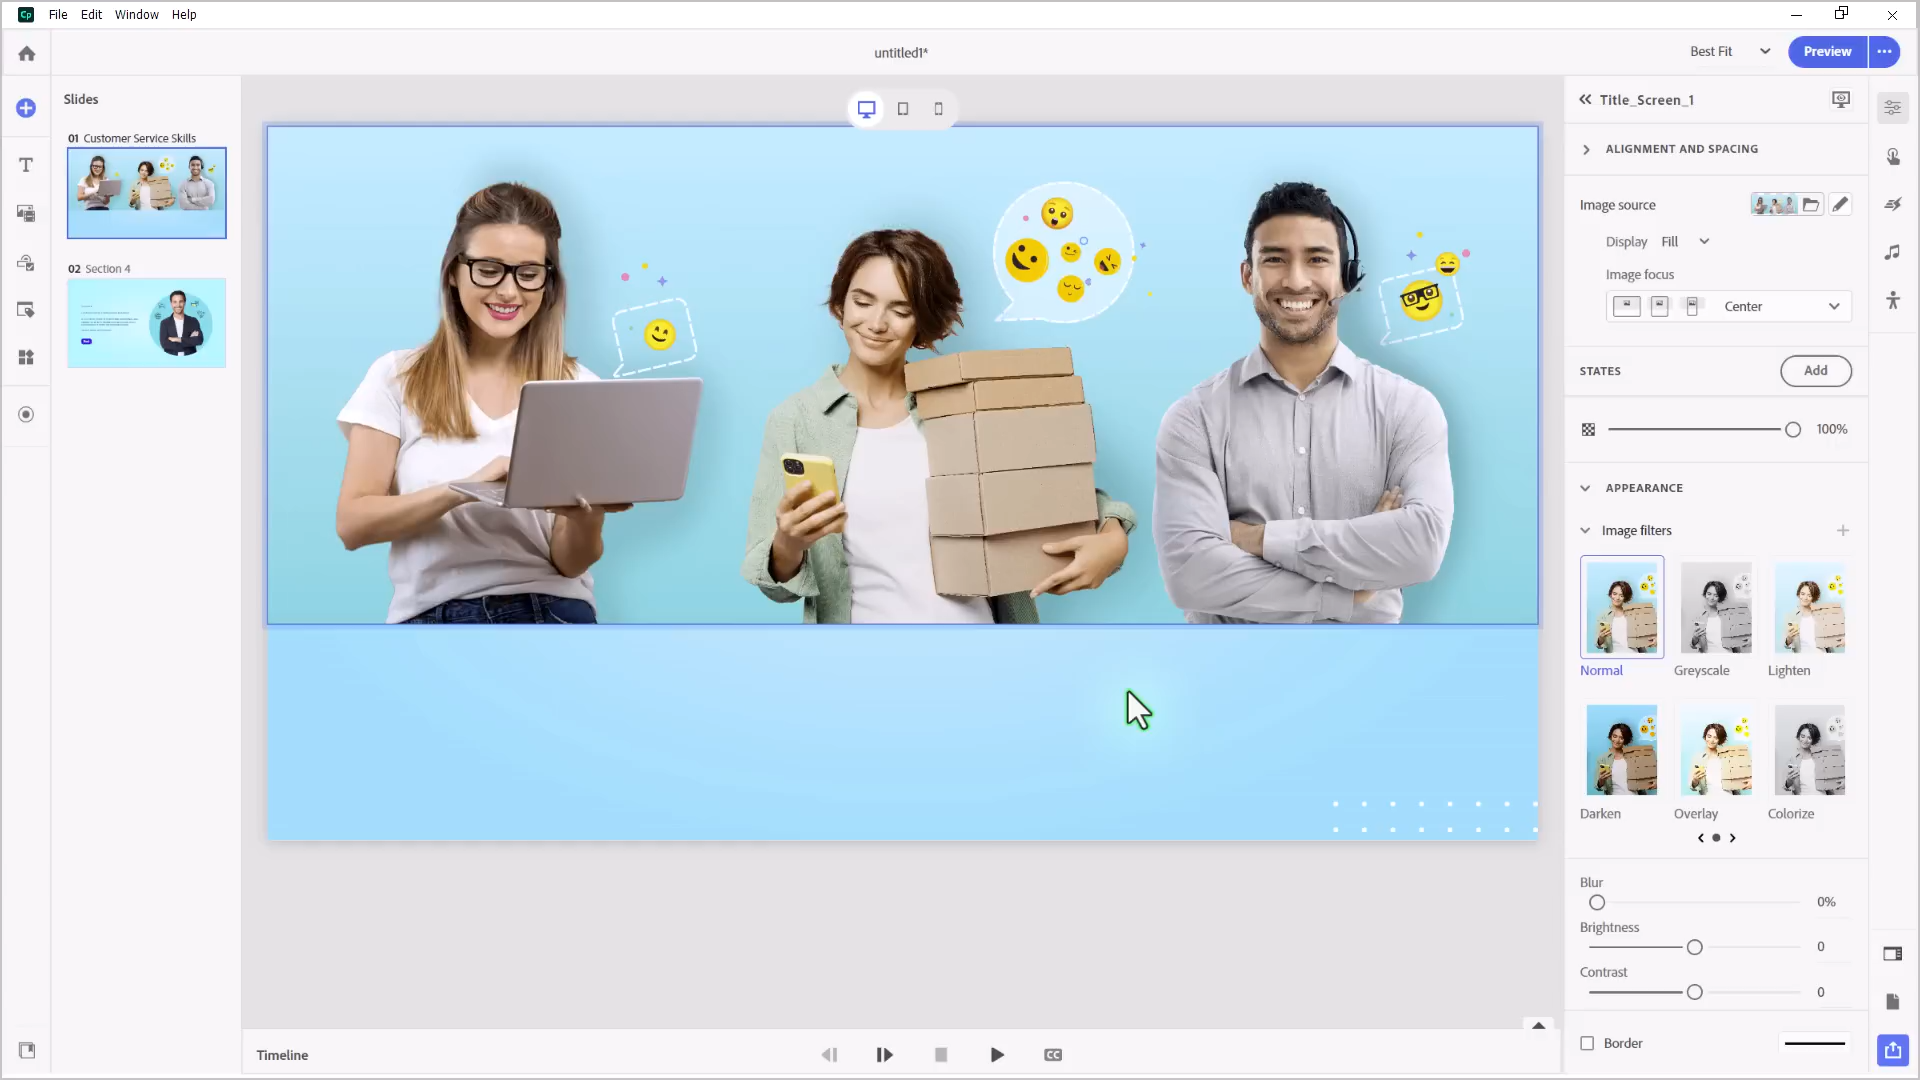 Cp File Edit Window Help
untitled1*
Best Fit
Preview
Slides
01 Customer Service Skills
02 Section 4
Title_Screen_1
ALIGNMENT AND SPACING
Image source
Display Fill
Image focus
Center
STATES
Add
100%
APPEARANCE
Image filters
Normal Greyscale Lighten
Darken Overlay Colorize
Blur
0%
Brightness
0
Contrast
0
Border
Timeline
CC